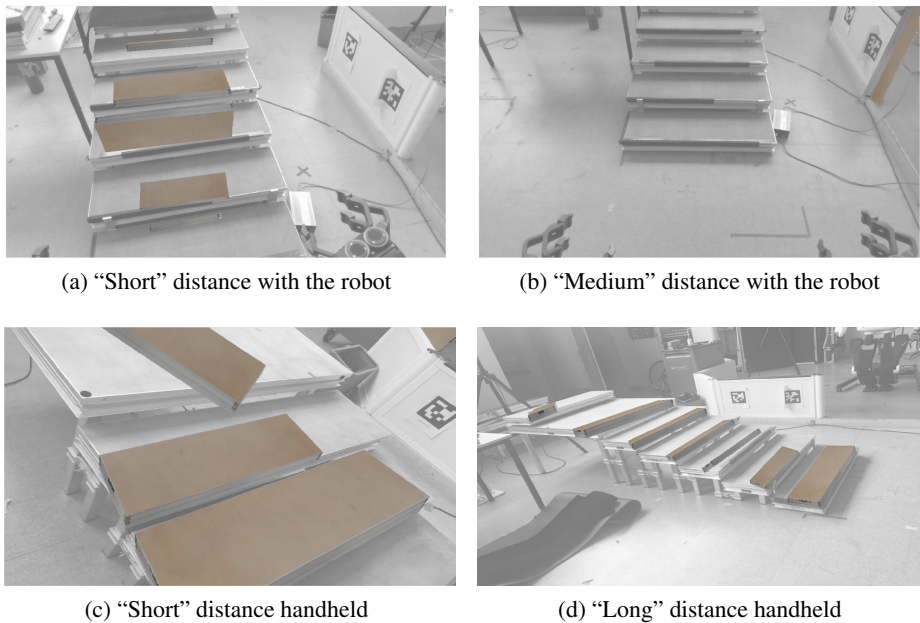 (a) “Short” distance with the robot
(b) “Medium” distance with the robot
(c) “Short” distance handheld
(d) “Long” distance handheld